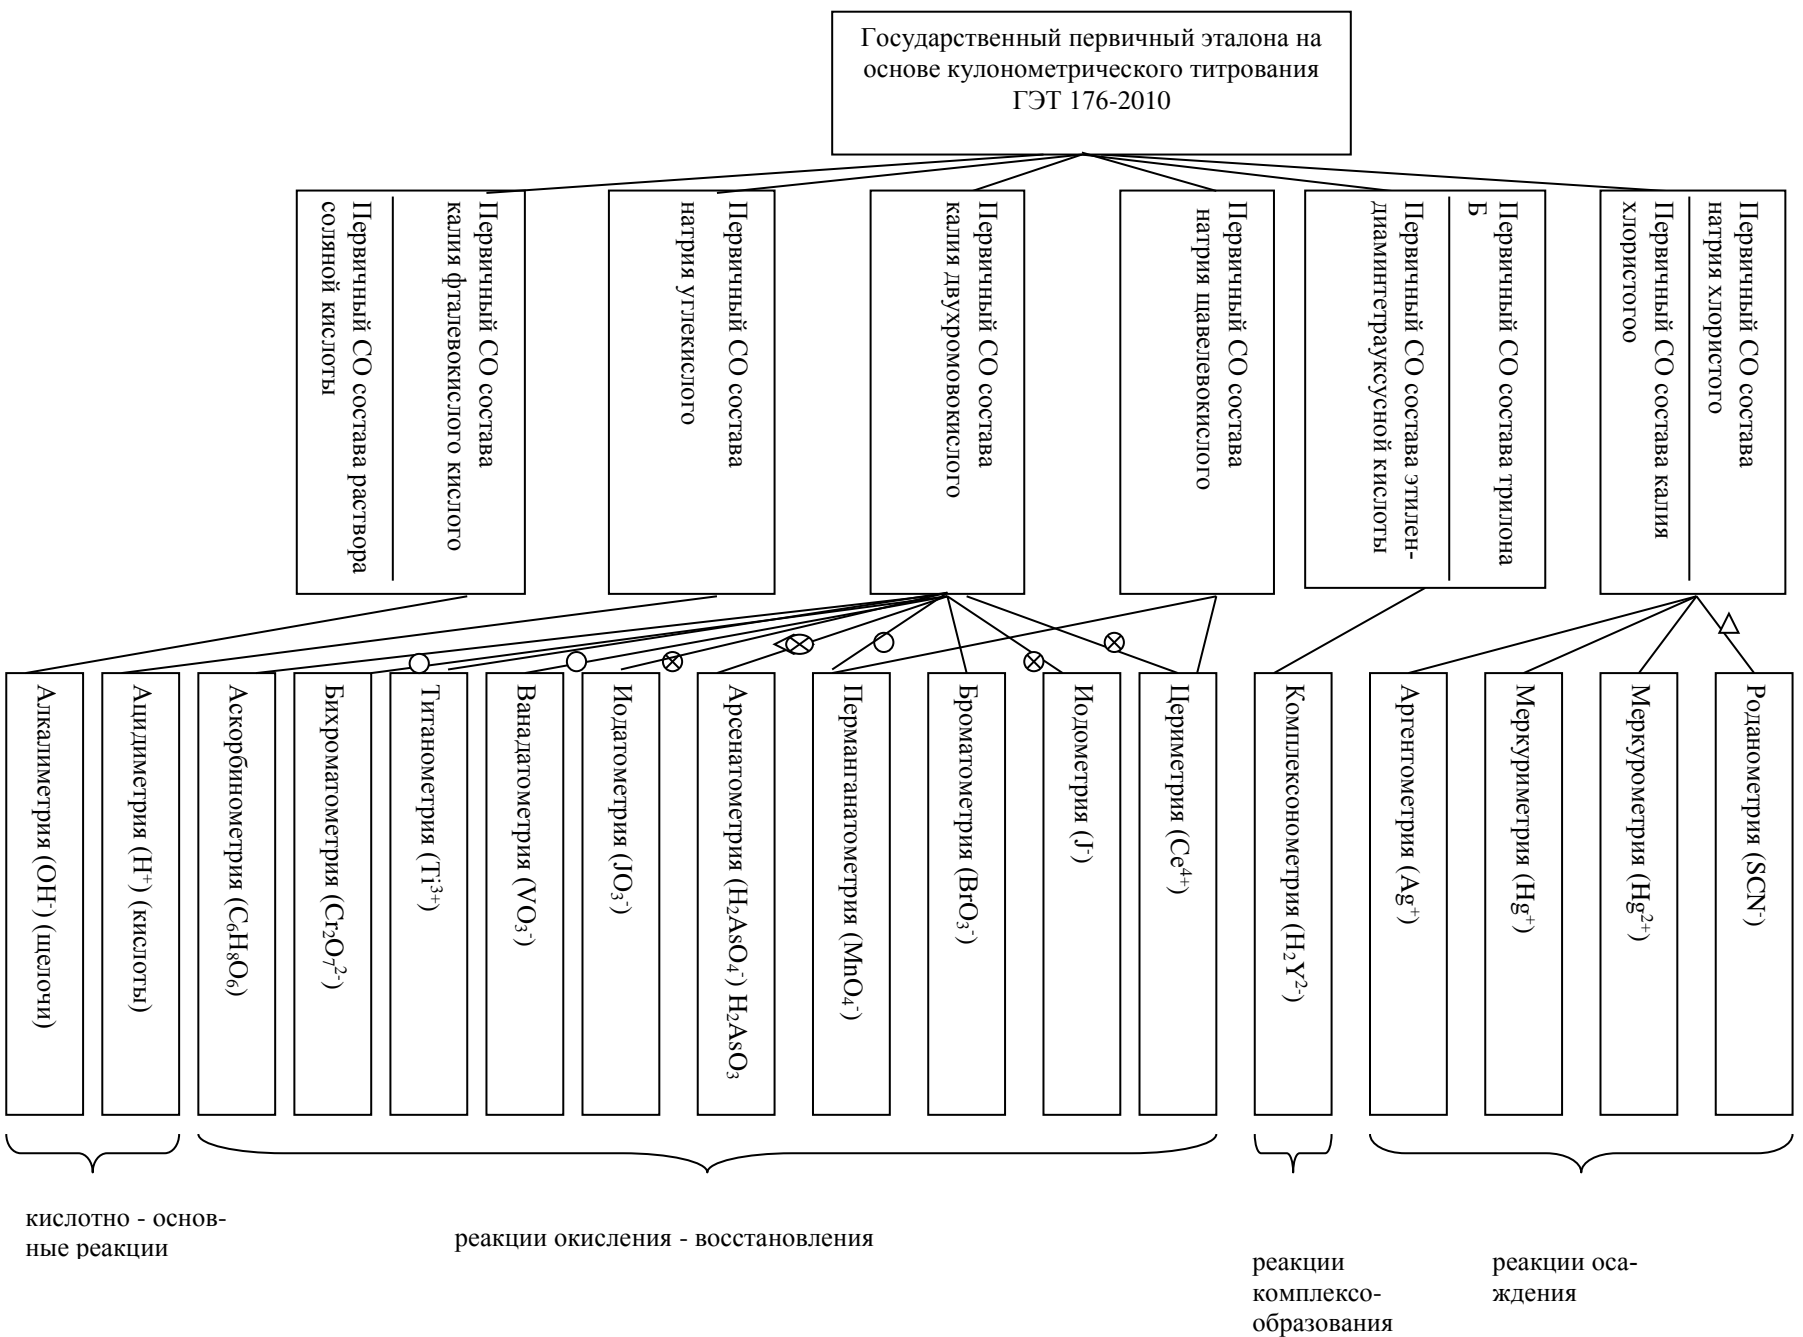 Государственный первичный эталона на
основе кулонометрического титрования
ГЭТ 176-2010
Первичный СО состава раствора
соляной кислоты
Первичный СО состава
калия фталевокислого кислого
Первичный СО состава
натрия углекислого
Первичный СО состава
калия двухромовокислого
Первичный СО состава
натрия щавелевокислого
Первичный СО состава этилен-
диаминтетрауксусной кислоты
Первичный СО состава трилона
Б
Первичный СО состава калия
хлористогоо
Первичный СО состава
натрия хлористого
Алкалиметрия (OH⁻) (щелочи)
Ацидиметрия (H⁺) (кислоты)
Аскорбинометрия (C₆H₈O₆)
Бихроматометрия (Cr₂O₇²⁻)
Титанометрия (Ti³⁺)
Ванадатометрия (VO₃⁻)
Иодатометрия (JO₃⁻)
Арсенатометрия (H₂AsO₄⁻) H₂AsO₃
Перманганатометрия (MnO₄⁻)
Броматометрия (BrO₃⁻)
Иодометрия (J⁻)
Цериметрия (Ce⁴⁺)
Комплексонометрия (H₂Y²⁻)
Аргентометрия (Ag⁺)
Меркуриметрия (Hg⁺)
Меркурометрия (Hg²⁺)
Роданометрия (SCN⁻)
кислотно - основ-
ные реакции
реакции окисления - восстановления
реакции
комплексо-
образования
реакции оса-
ждения